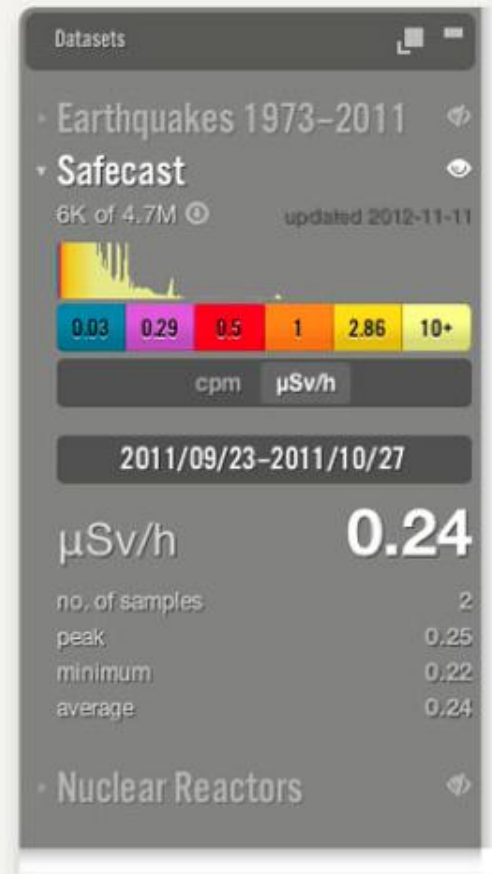 Datasets
Earthquakes 1973–2011
Safecast
6K of 4.7M updated 2012-11-11
0.03 0.29 0.5 1 2.86 10+
cpm µSv/h
2011/09/23–2011/10/27
µSv/h 0.24
no. of samples 2
peak 0.25
minimum 0.22
average 0.24
Nuclear Reactors